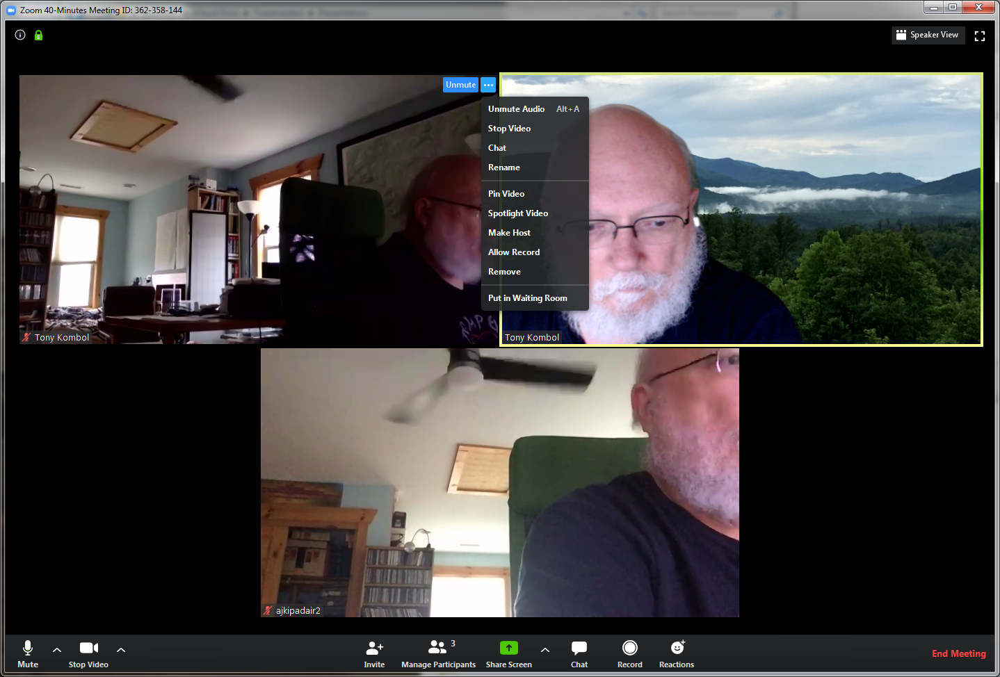 Zoom 40-Minutes Meeting ID: 362-358-144
Speaker View
Unmute
Unmute Audio Alt+A
Stop Video
Chat
Rename
Pin Video
Spotlight Video
Make Host
Allow Record
Remove
Put in Waiting Room
Tony Kombol
Tony Kombol
ajkipadair2
Mute
Stop Video
Invite
3
Manage Participants
Share Screen
Chat
Record
Reactions
End Meeting